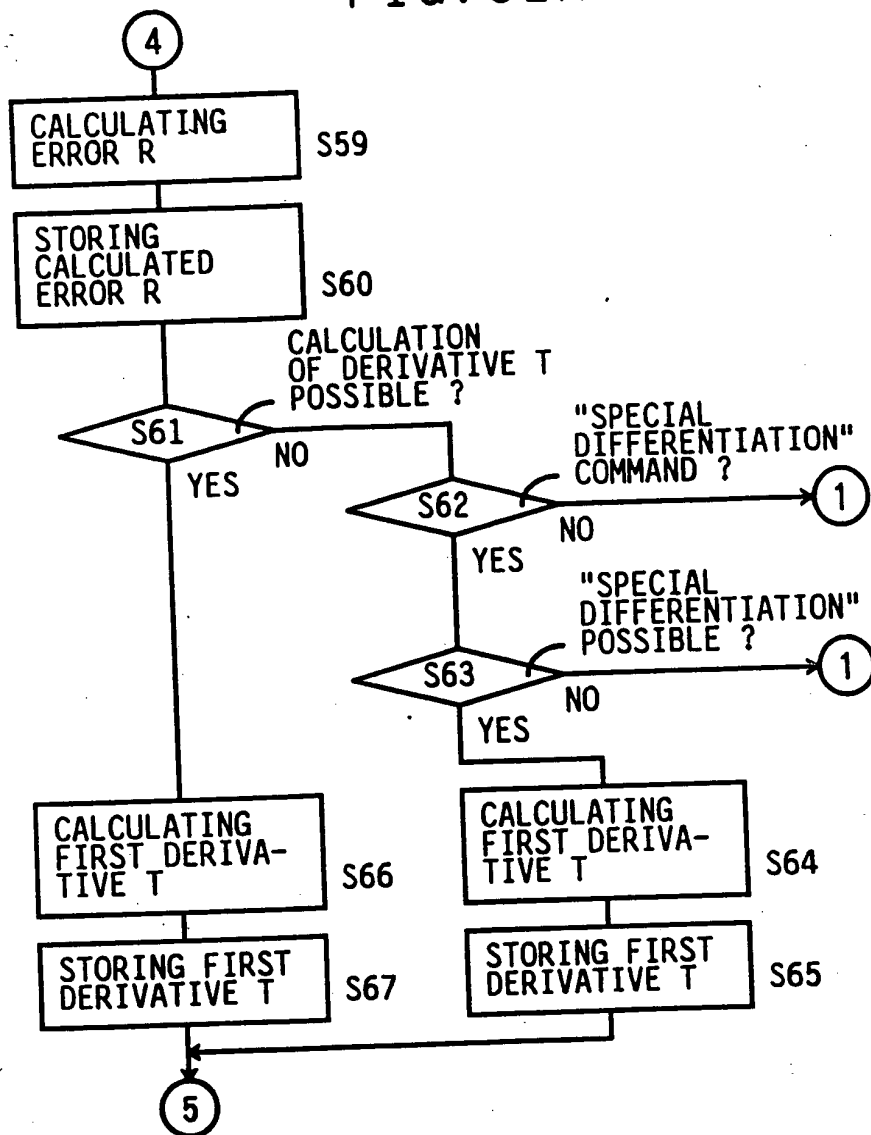 4
CALCULATING
ERROR R
S59
STORING
CALCULATED
ERROR R
S60
CALCULATION
OF DERIVATIVE T
POSSIBLE ?
S61
NO
YES
"SPECIAL
DIFFERENTIATION"
COMMAND ?
S62
NO
1
YES
"SPECIAL
DIFFERENTIATION"
POSSIBLE ?
S63
NO
1
YES
CALCULATING
FIRST DERIVA-
TIVE T
S66
CALCULATING
FIRST DERIVA-
TIVE T
S64
STORING FIRST
DERIVATIVE T
S67
STORING FIRST
DERIVATIVE T
S65
5